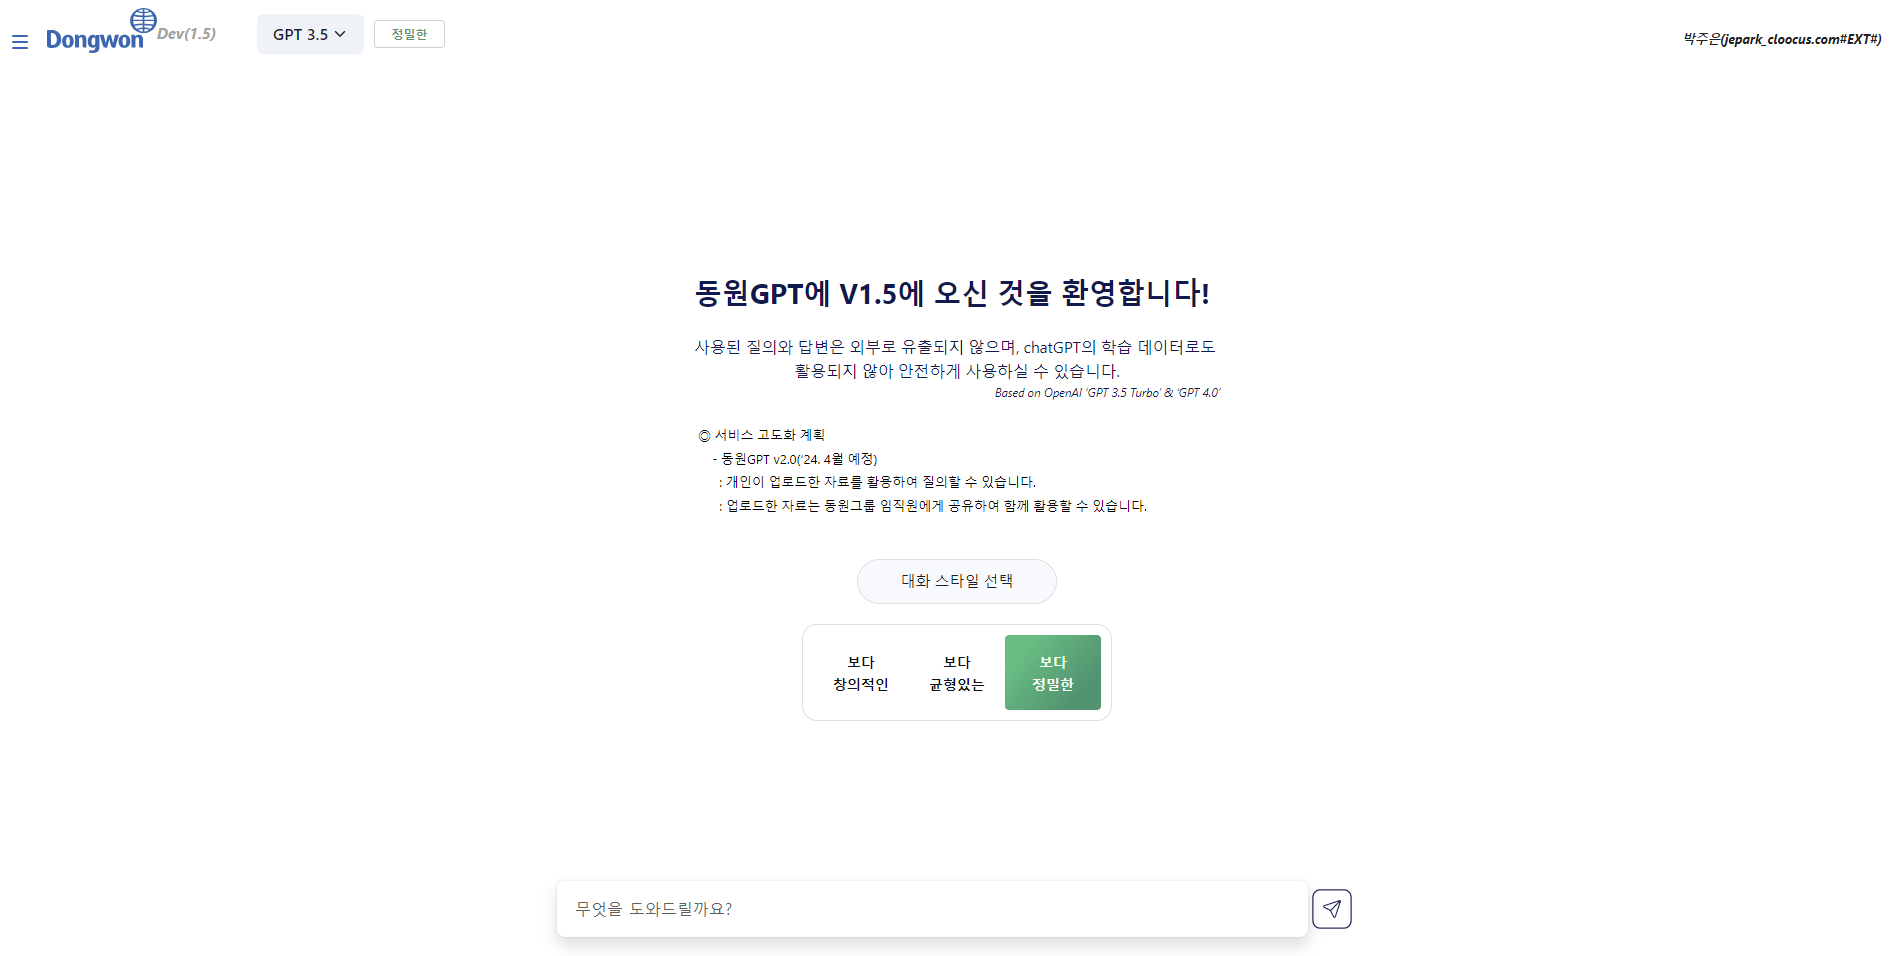 Dongwon Dev(1.5) GPT 3.5 정밀한 박주은(jepark_cloocus.com#EXT#)
동원GPT에 V1.5에 오신 것을 환영합니다!
사용된 질의와 답변은 외부로 유출되지 않으며, chatGPT의 학습 데이터로도
활용되지 않아 안전하게 사용하실 수 있습니다.
Based on OpenAI 'GPT 3.5 Turbo' & 'GPT 4.0'
◎ 서비스 고도화 계획
- 동원GPT v2.0('24. 4월 예정)
: 개인이 업로드한 자료를 활용하여 질의할 수 있습니다.
: 업로드한 자료는 동원그룹 임직원에게 공유하여 함께 활용할 수 있습니다.
대화 스타일 선택
보다
창의적인
보다
균형있는
보다
정밀한
무엇을 도와드릴까요?